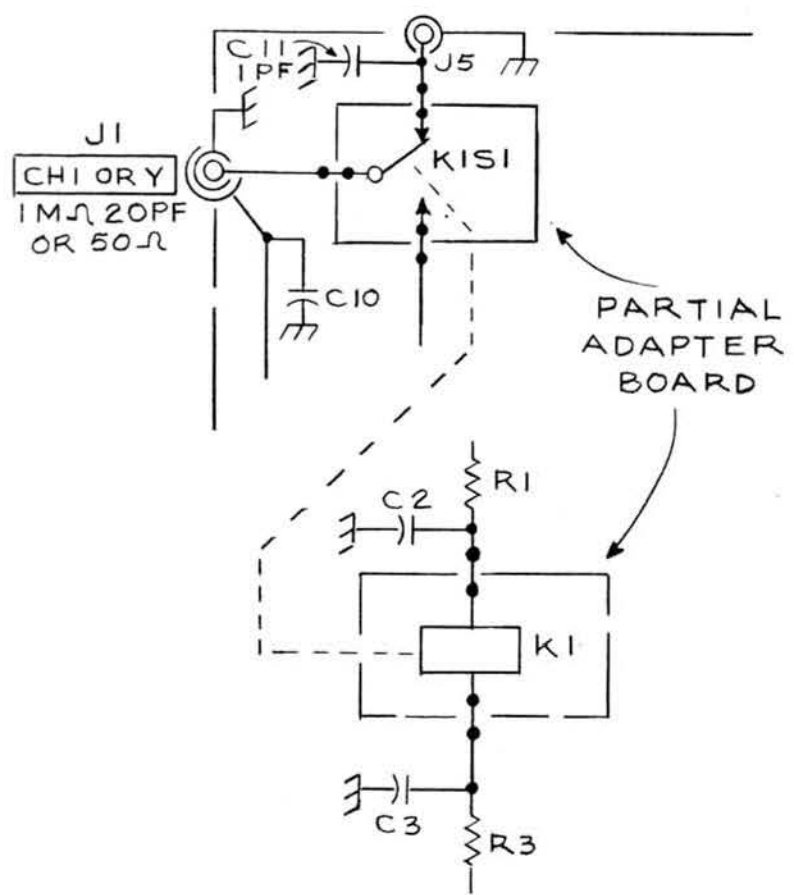 C11
1PF
J5
J1
CH1 OR Y
1MΩ 20PF
OR 50Ω
K1S1
C10
PARTIAL
ADAPTER
BOARD
R1
C2
K1
C3
R3